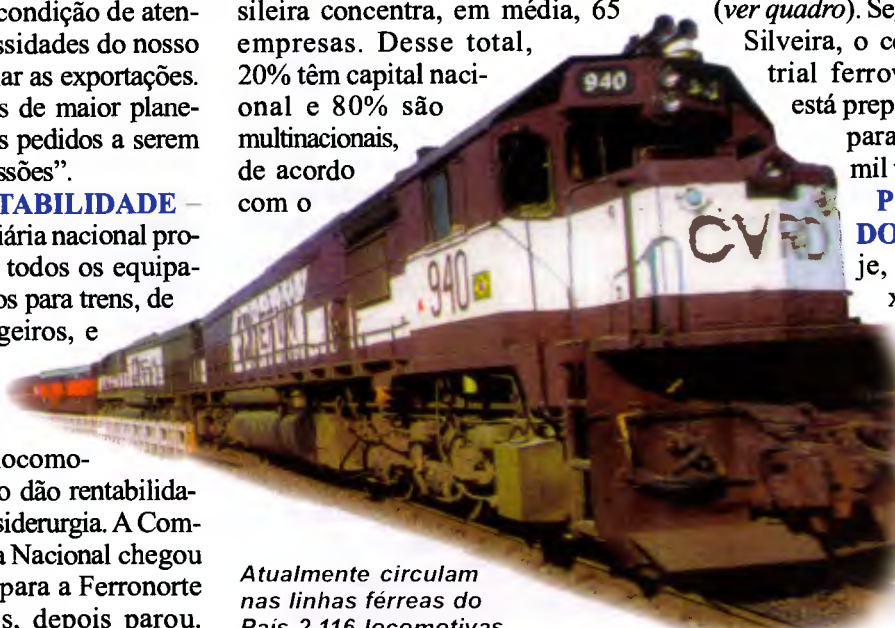 condição de aten-
ssidades do nosso
ar as exportações.
s de maior plane-
s pedidos a serem
ssões".
TABILIDADE –
iária nacional pro-
todos os equipa-
os para trens, de
geiros, e
locomo-
o dão rentabilida-
siderurgia. A Com-
a Nacional chegou
para a Ferronorte
s, depois parou.
sileira concentra, em média, 65
empresas. Desse total,
20% têm capital naci-
onal e 80% são
multinacionais,
de acordo
com o
940
940
CVRD
Atualmente circulam
nas linhas férreas do
País 2.116 locomotivas
(ver quadro). Se
Silveira, o c
trial ferrov
está prep
para
mil
P
DO
je,